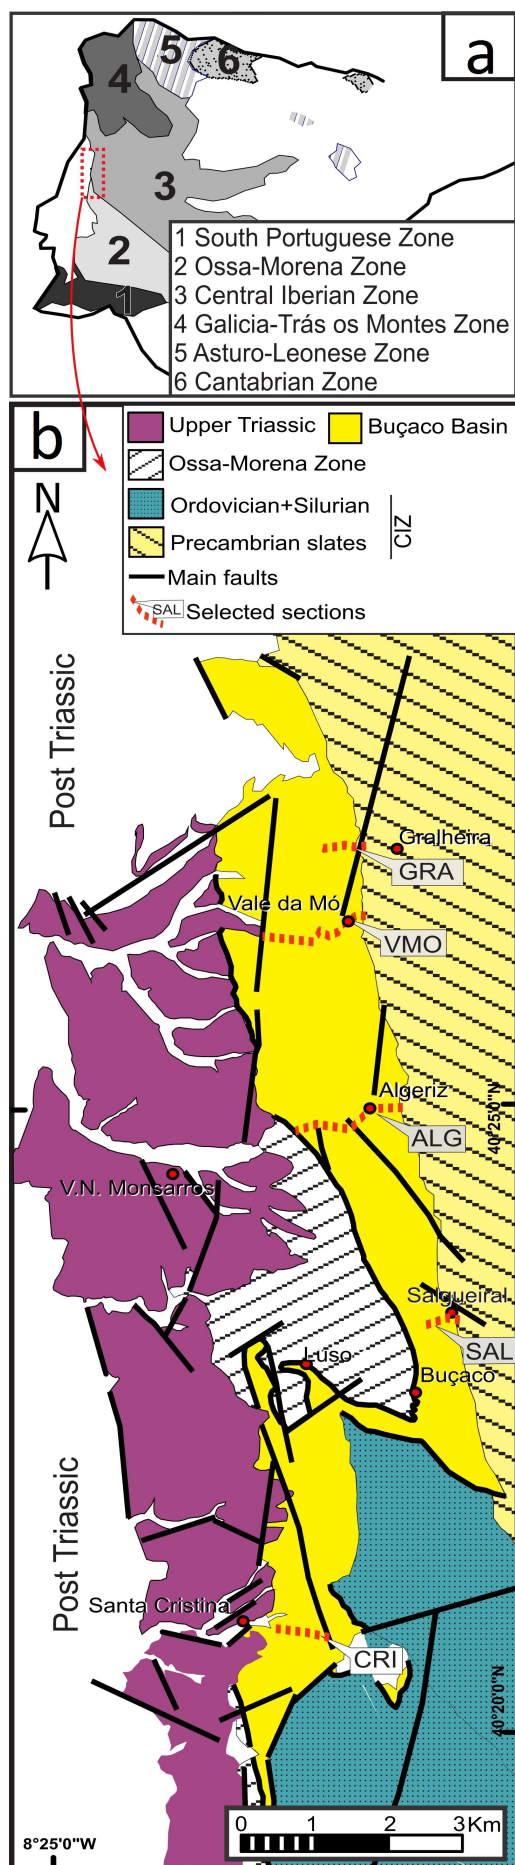 a
5
6
4
3
2
1
1 South Portuguese Zone
2 Ossa-Morena Zone
3 Central Iberian Zone
4 Galicia-Trás os Montes Zone
5 Asturo-Leonese Zone
6 Cantabrian Zone
b
Upper Triassic
Buçaco Basin
Ossa-Morena Zone
Ordovician+Silurian
Precambrian slates
CIZ
Main faults
SAL Selected sections
N
Post Triassic
Gralheira
GRA
Vale da Mó
VMO
Algeriz
40°25'0"N
ALG
V.N. Monsarros
Salgueiral
SAL
Luso
Buçaco
Post Triassic
Santa Cristina
CRI
40°20'0"N
0 1 2 3 Km
8°25'0"W